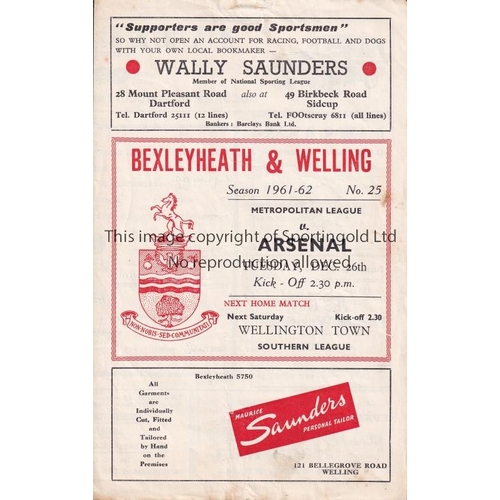 "Supporters are good Sportsmen"
SO WHY NOT OPEN AN ACCOUNT FOR RACING, FOOTBALL AND DOGS
WITH YOUR OWN LOCAL BOOKMAKER —
WALLY SAUNDERS
Member of National Sporting League
28 Mount Pleasant Road also at 49 Birkbeck Road
Dartford Sidcup
Tel. Dartford 25111 (12 lines) Tel. FOOtscray 6811 (all lines)
Bankers: Barclays Bank Ltd.
BEXLEYHEATH & WELLING
Season 1961-62 No. 25
METROPOLITAN LEAGUE
v.
ARSENAL
This image copyright of Sportingold Ltd
No reproduction allowed.
TUESDAY, DEC. 26th
Kick - Off 2.30 p.m.
NON NOBIS SED COMMUNITATI
NEXT HOME MATCH
Next Saturday Kick-off 2.30
WELLINGTON TOWN
SOUTHERN LEAGUE
Bexleyheath 5750
All
Garments are
Individually
Cut, Fitted
and
Tailored
by Hand
on the
Premises
MAURICE
Saunders
PERSONAL TAILOR
121 BELLEGROVE ROAD
WELLING